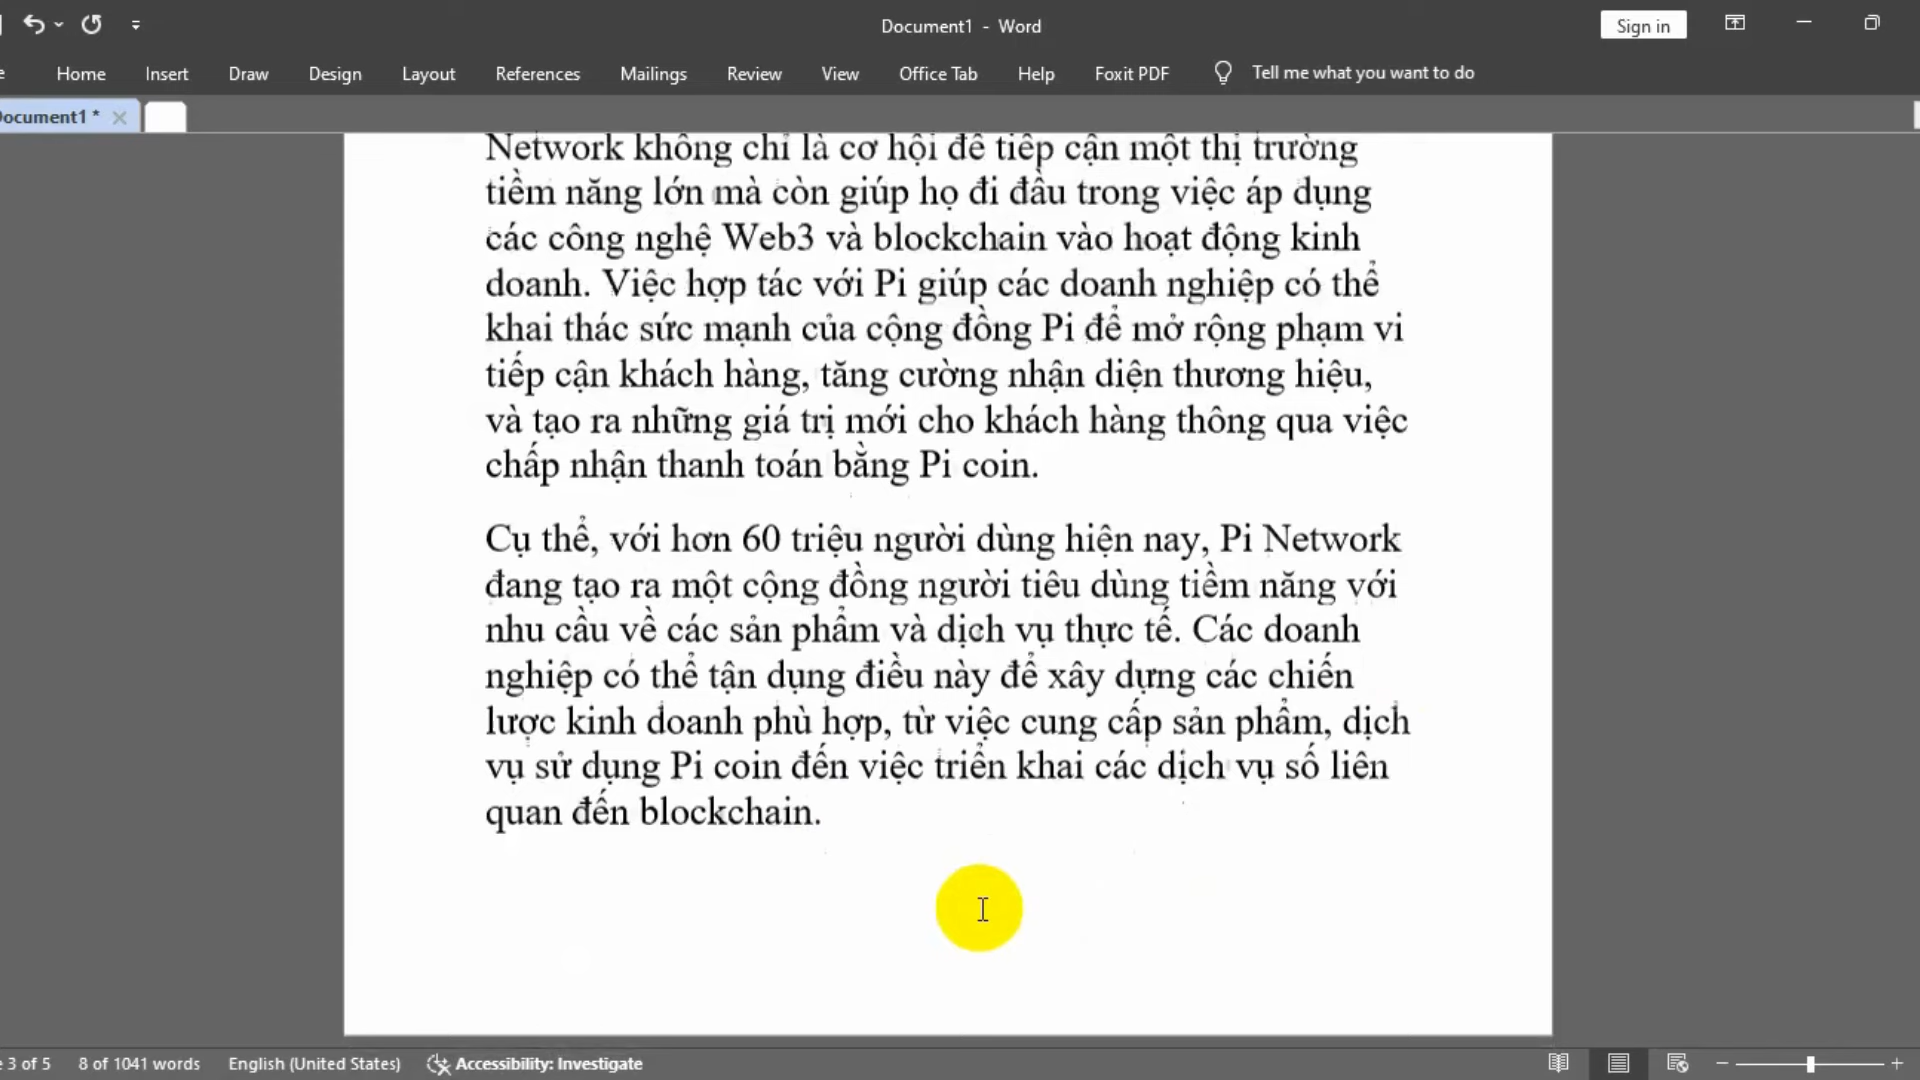 Document1 - Word
Sign in
Home Insert Draw Design Layout References Mailings Review View Office Tab Help Foxit PDF Tell me what you want to do
Document1 *
Network không chỉ là cơ hội để tiếp cận một thị trường
tiềm năng lớn mà còn giúp họ đi đầu trong việc áp dụng
các công nghệ Web3 và blockchain vào hoạt động kinh
doanh. Việc hợp tác với Pi giúp các doanh nghiệp có thể
khai thác sức mạnh của cộng đồng Pi để mở rộng phạm vi
tiếp cận khách hàng, tăng cường nhận diện thương hiệu,
và tạo ra những giá trị mới cho khách hàng thông qua việc
chấp nhận thanh toán bằng Pi coin.
Cụ thể, với hơn 60 triệu người dùng hiện nay, Pi Network
đang tạo ra một cộng đồng người tiêu dùng tiềm năng với
nhu cầu về các sản phẩm và dịch vụ thực tế. Các doanh
nghiệp có thể tận dụng điều này để xây dựng các chiến
lược kinh doanh phù hợp, từ việc cung cấp sản phẩm, dịch
vụ sử dụng Pi coin đến việc triển khai các dịch vụ số liên
quan đến blockchain.
3 of 5 8 of 1041 words English (United States) Accessibility: Investigate